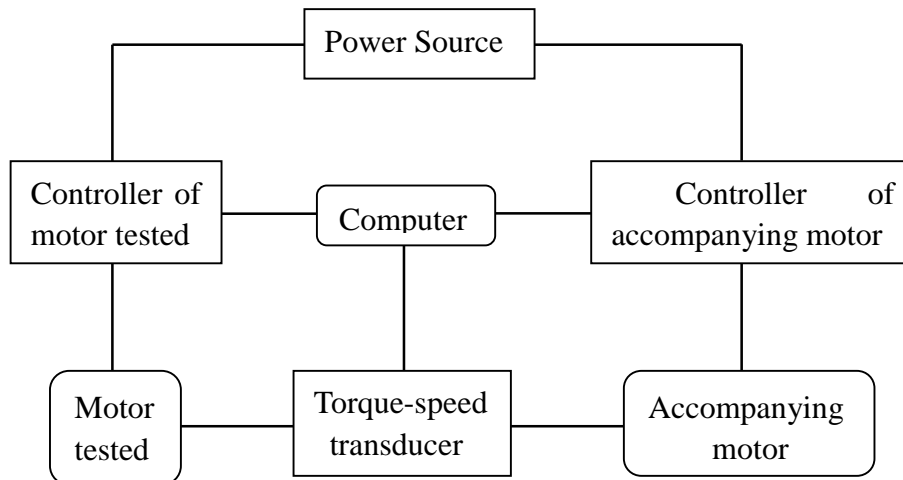 Power Source
Controller of
motor tested
Computer
Controller of
accompanying motor
Motor
tested
Torque-speed
transducer
Accompanying
motor